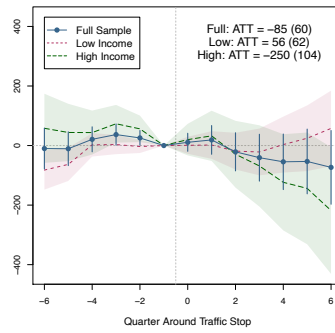 Full Sample
Low Income
High Income
Full: ATT = −85 (60)
Low: ATT = 56 (62)
High: ATT = −250 (104)
400
200
0
−200
−400
−6 −4 −2 0 2 4 6
Quarter Around Traffic Stop